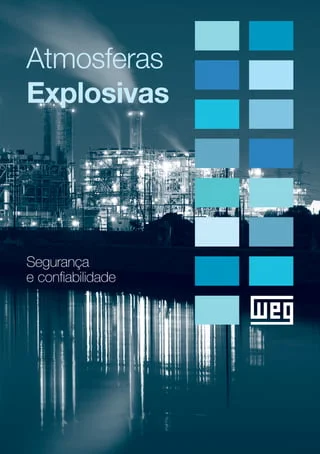 Atmosferas
Explosivas
Segurança
e confiabilidade
weg